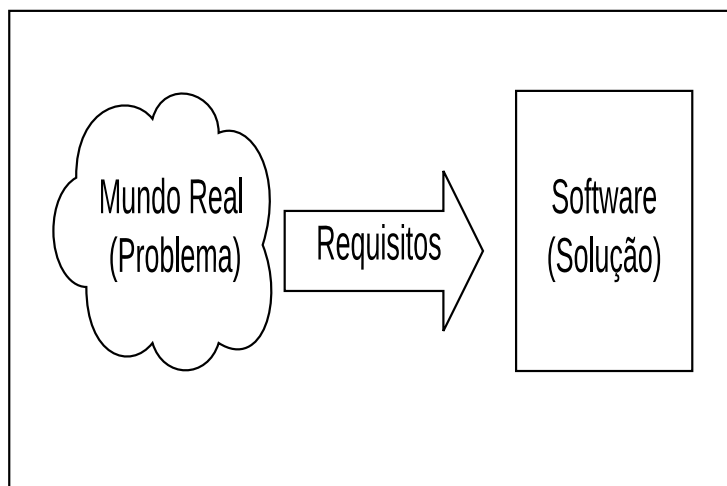 Mundo Real
(Problema)
Requisitos
Software
(Solução)